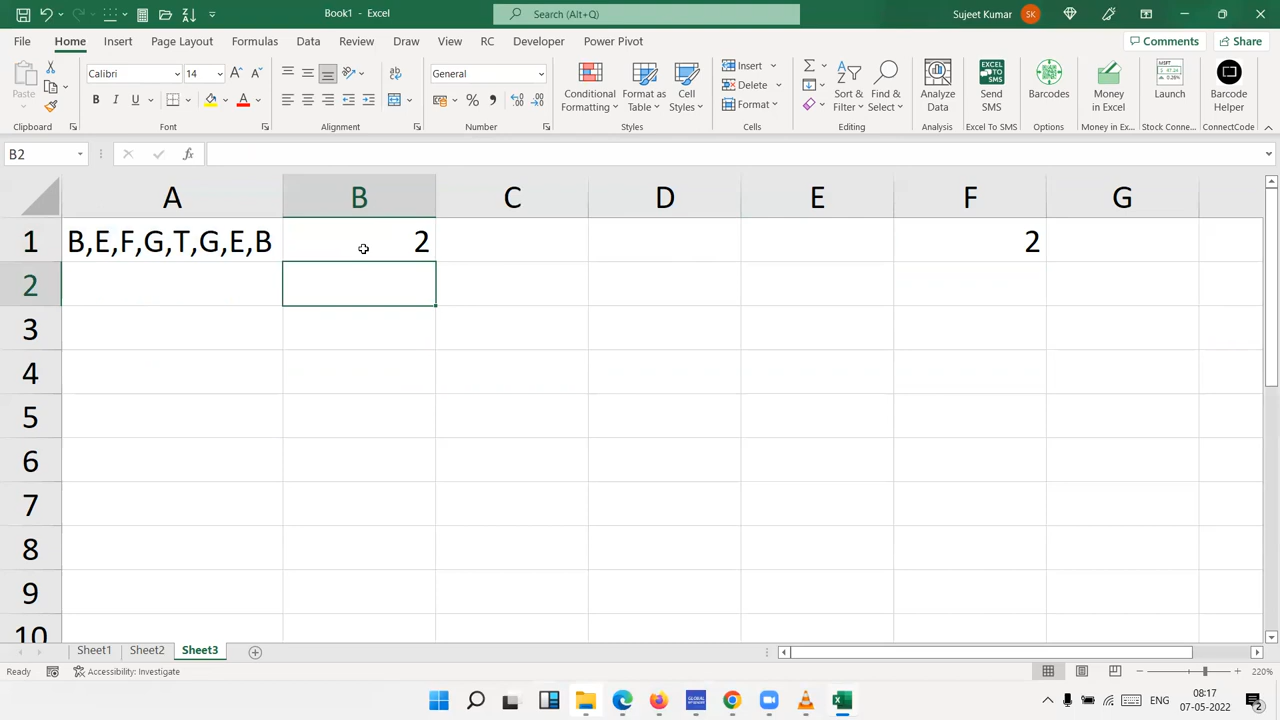 Book1 - Excel
Search (Alt+Q)
Sujeet Kumar
SK
File
Home
Insert
Page Layout
Formulas
Data
Review
Draw
View
RC
Developer
Help
Power Pivot
Comments
Share
Paste
Calibri
14
General
Conditional Formatting
Format as Table
Cell Styles
Insert
Delete
Format
Sort & Filter
Find & Select
Analyze Data
Send SMS
Barcodes
Money in Excel
Launch
Barcode Helper
Clipboard
Font
Alignment
Number
Styles
Cells
Editing
Analysis
Excel To SMS
Options
Money in Ex...
Stock Conne...
ConnectCode
B2
fx
A B C D E F G
1 B,E,F,G,T,G,E,B 2 2
2
3
4
5
6
7
8
9
10
Sheet1
Sheet2
Sheet3
Ready
Accessibility: Investigate
220%
ENG
08:17
07-05-2022